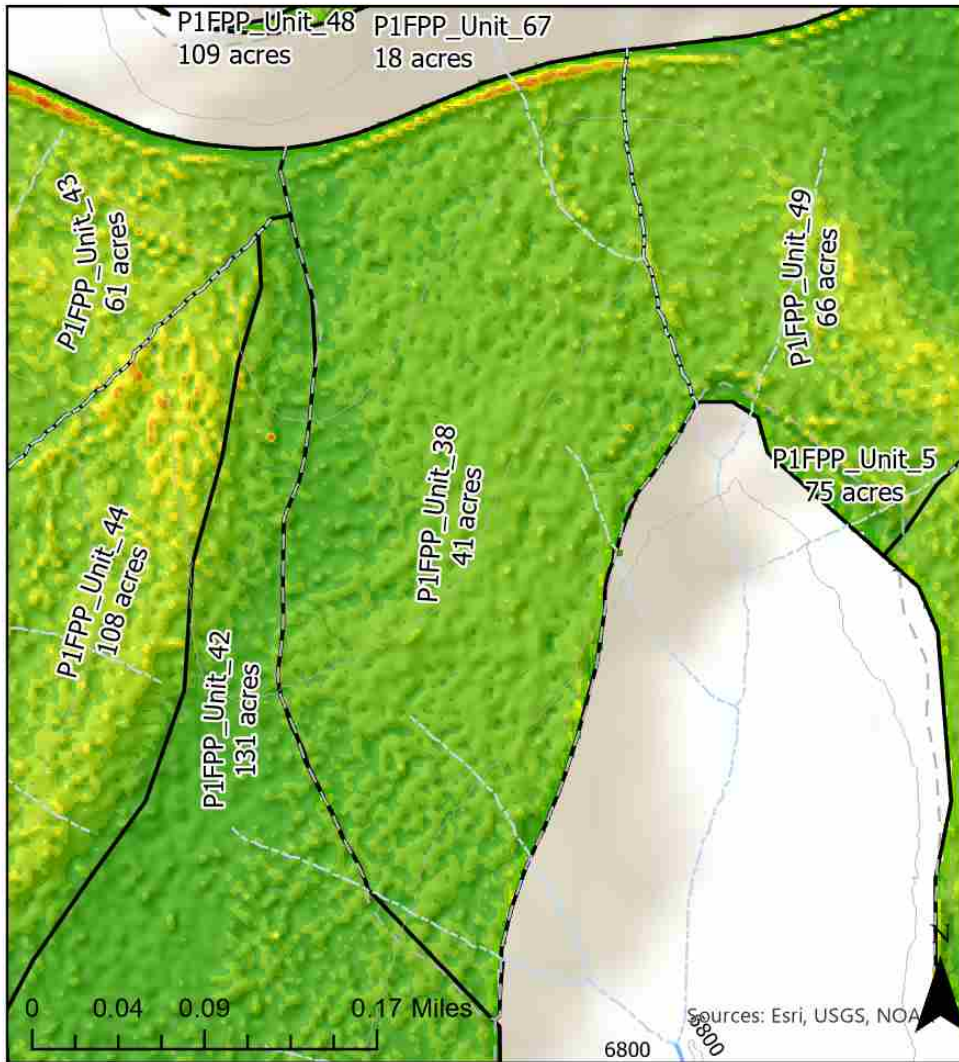 P1FPP_Unit_48
109 acres
P1FPP_Unit_67
18 acres
P1FPP_Unit_43
61 acres
P1FPP_Unit_49
66 acres
P1FPP_Unit_38
41 acres
P1FPP_Unit_5
75 acres
P1FPP_Unit_44
108 acres
P1FPP_Unit_42
131 acres
N
0 0.04 0.09 0.17 Miles
Sources: Esri, USGS, NOA
6800
6800